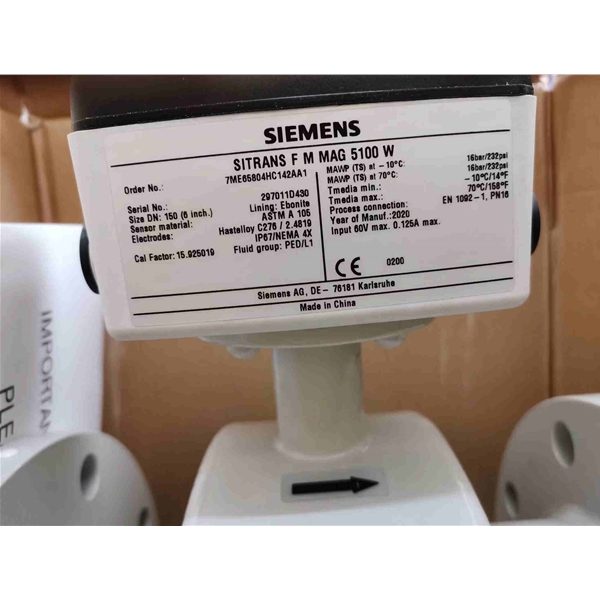 SIEMENS
SITRANS F M MAG 5100 W
Order No.: 7ME65804HC142AA1
Serial No.: 297011D430
Size DN: 150 (6 inch.) Lining: Ebonite
Sensor material: ASTM A 105
Electrodes: Hastelloy C276 / 2.4819
IP67/NEMA 4X
Cal Factor: 15.925019 Fluid group: PED/L1
MAWP (TS) at - 10°C: 16bar/232psi
MAWP (TS) at 70°C: 16bar/232psi
Tmedia min.: - 10°C/14°F
Tmedia max.: 70°C/158°F
Process connection: EN 1092-1, PN16
Year of Manuf.:2020
Input 60V max. 0.125A max.
CE 0200
Siemens AG, DE- 76181 Karlsruhe
Made in China
IMPORTAN
PLE